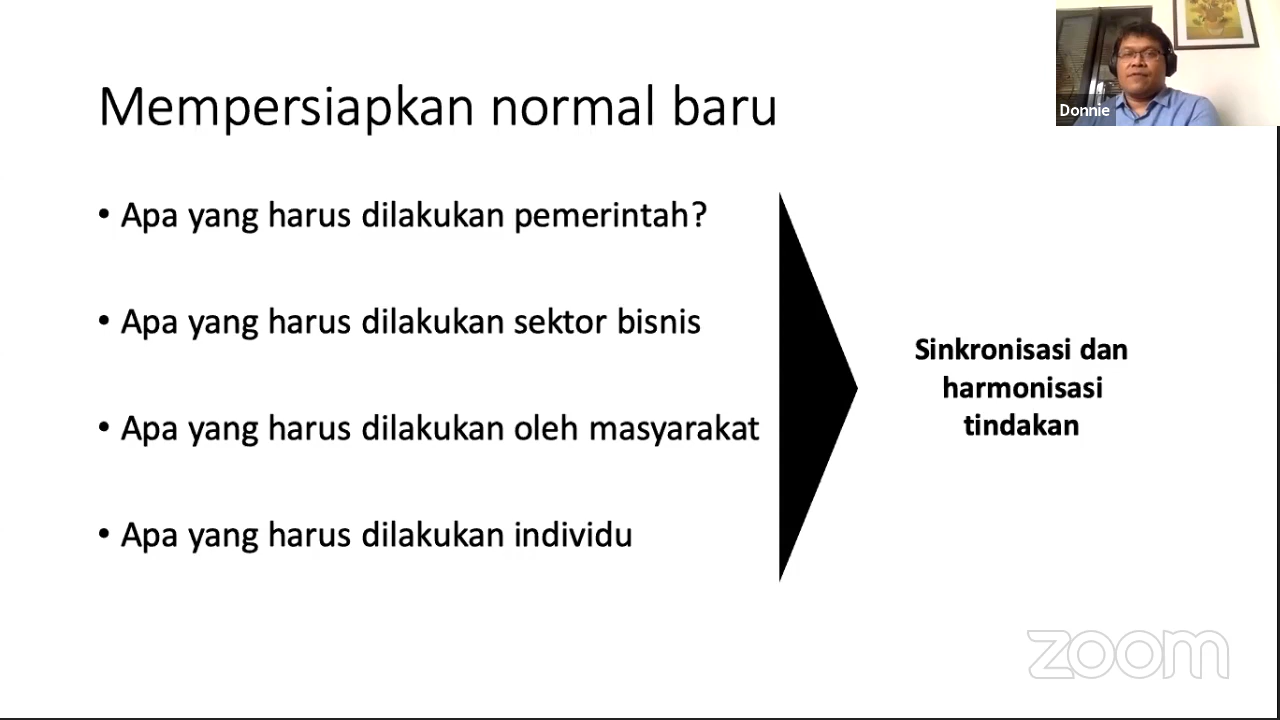 Mempersiapkan normal baru
Donnie
• Apa yang harus dilakukan pemerintah?
• Apa yang harus dilakukan sektor bisnis
• Apa yang harus dilakukan oleh masyarakat
• Apa yang harus dilakukan individu
Sinkronisasi dan
harmonisasi
tindakan
zoom